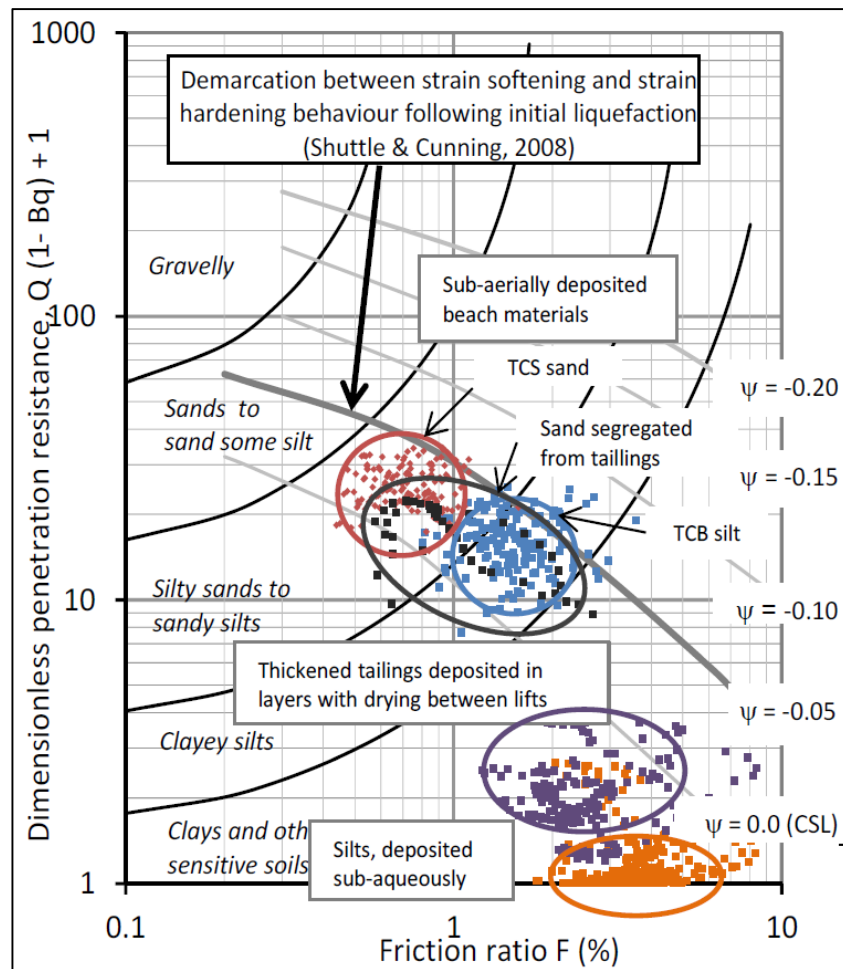 1000
Demarcation between strain softening and strain
hardening behaviour following initial liquefaction
(Shuttle & Cunning, 2008)
Gravelly
Sub-aerially deposited
beach materials
100
TCS sand
ψ = -0.20
Sands to
sand some silt
Sand segregated
from taillings
ψ = -0.15
TCB silt
10
Silty sands to
sandy silts
ψ = -0.10
Thickened tailings deposited in
layers with drying between lifts
ψ = -0.05
Clayey silts
ψ = 0.0 (CSL)
Clays and oth
sensitive soils
Silts, deposited
sub-aqueously
1
0.1
1
10
Friction ratio F (%)
Dimensionless penetration resistance, Q (1- Bq) + 1